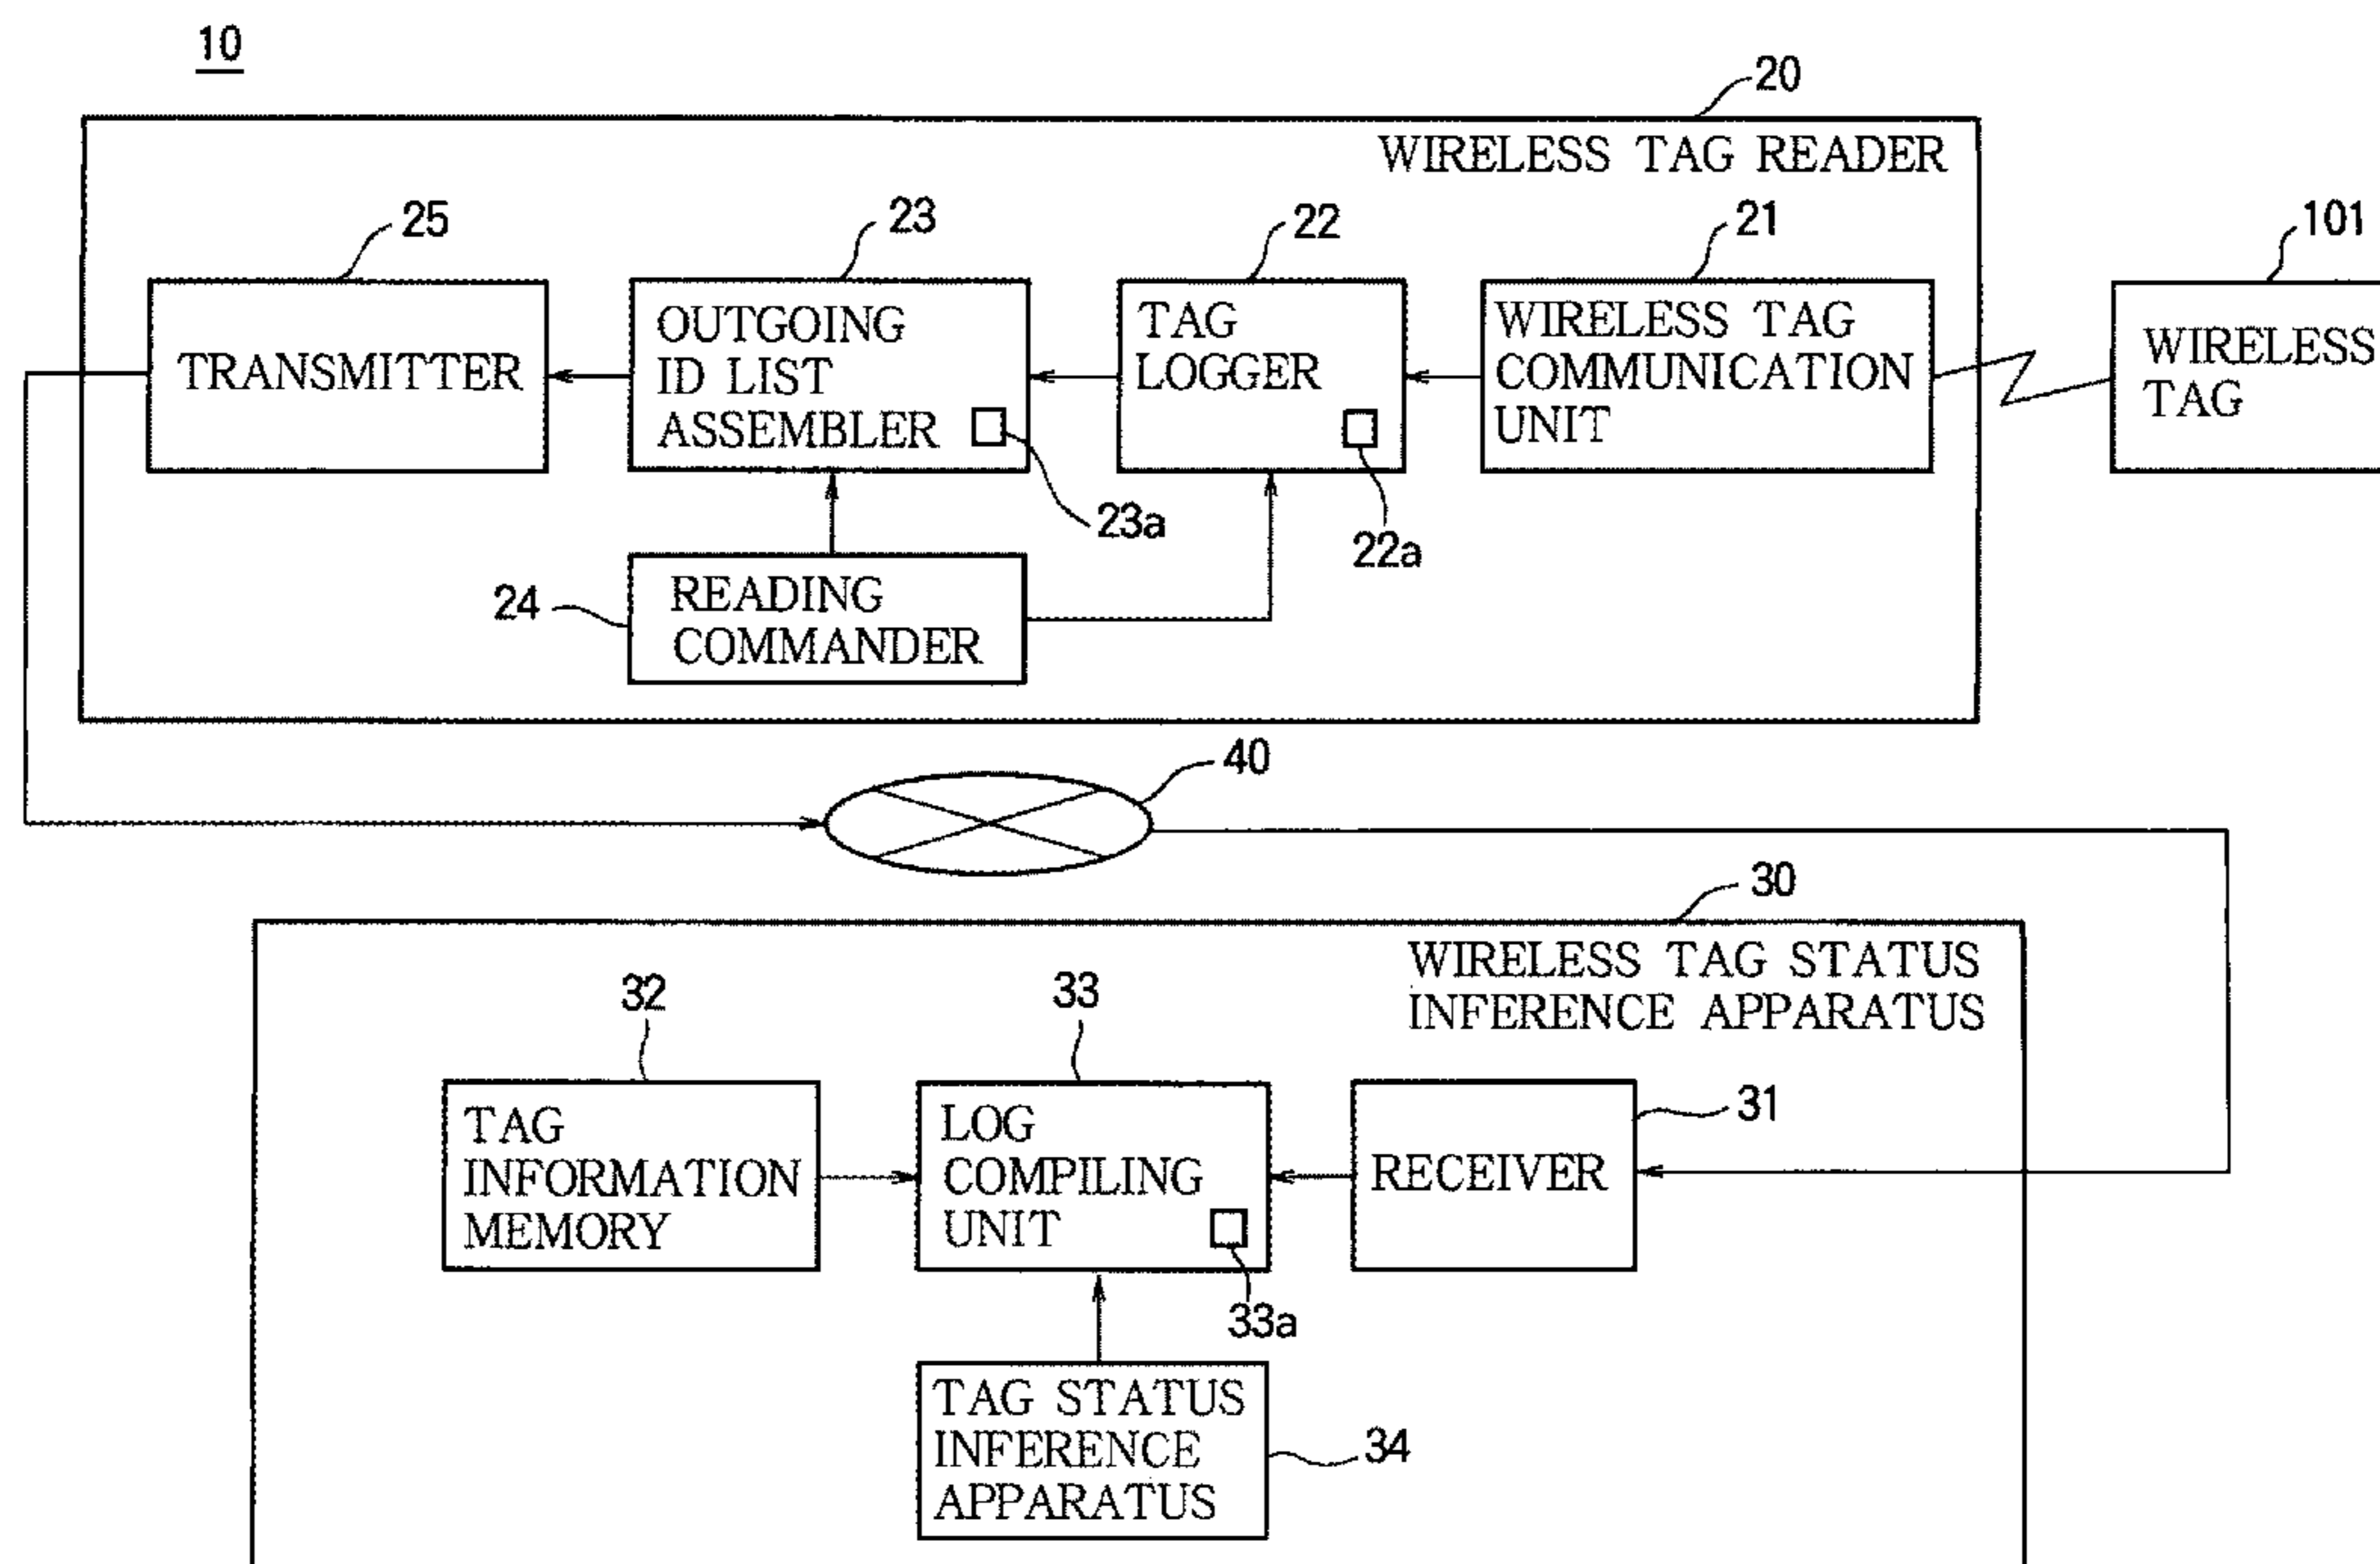 10
20
WIRELESS TAG READER
25
23
22
21
101
TRANSMITTER
OUTGOING
ID LIST
ASSEMBLER
TAG
LOGGER
WIRELESS TAG
COMMUNICATION
UNIT
WIRELESS
TAG
23a
22a
24
READING
COMMANDER
40
30
WIRELESS TAG STATUS
INFERENCE APPARATUS
32
33
31
TAG
INFORMATION
MEMORY
LOG
COMPILING
UNIT
RECEIVER
33a
TAG STATUS
INFERENCE
APPARATUS
34